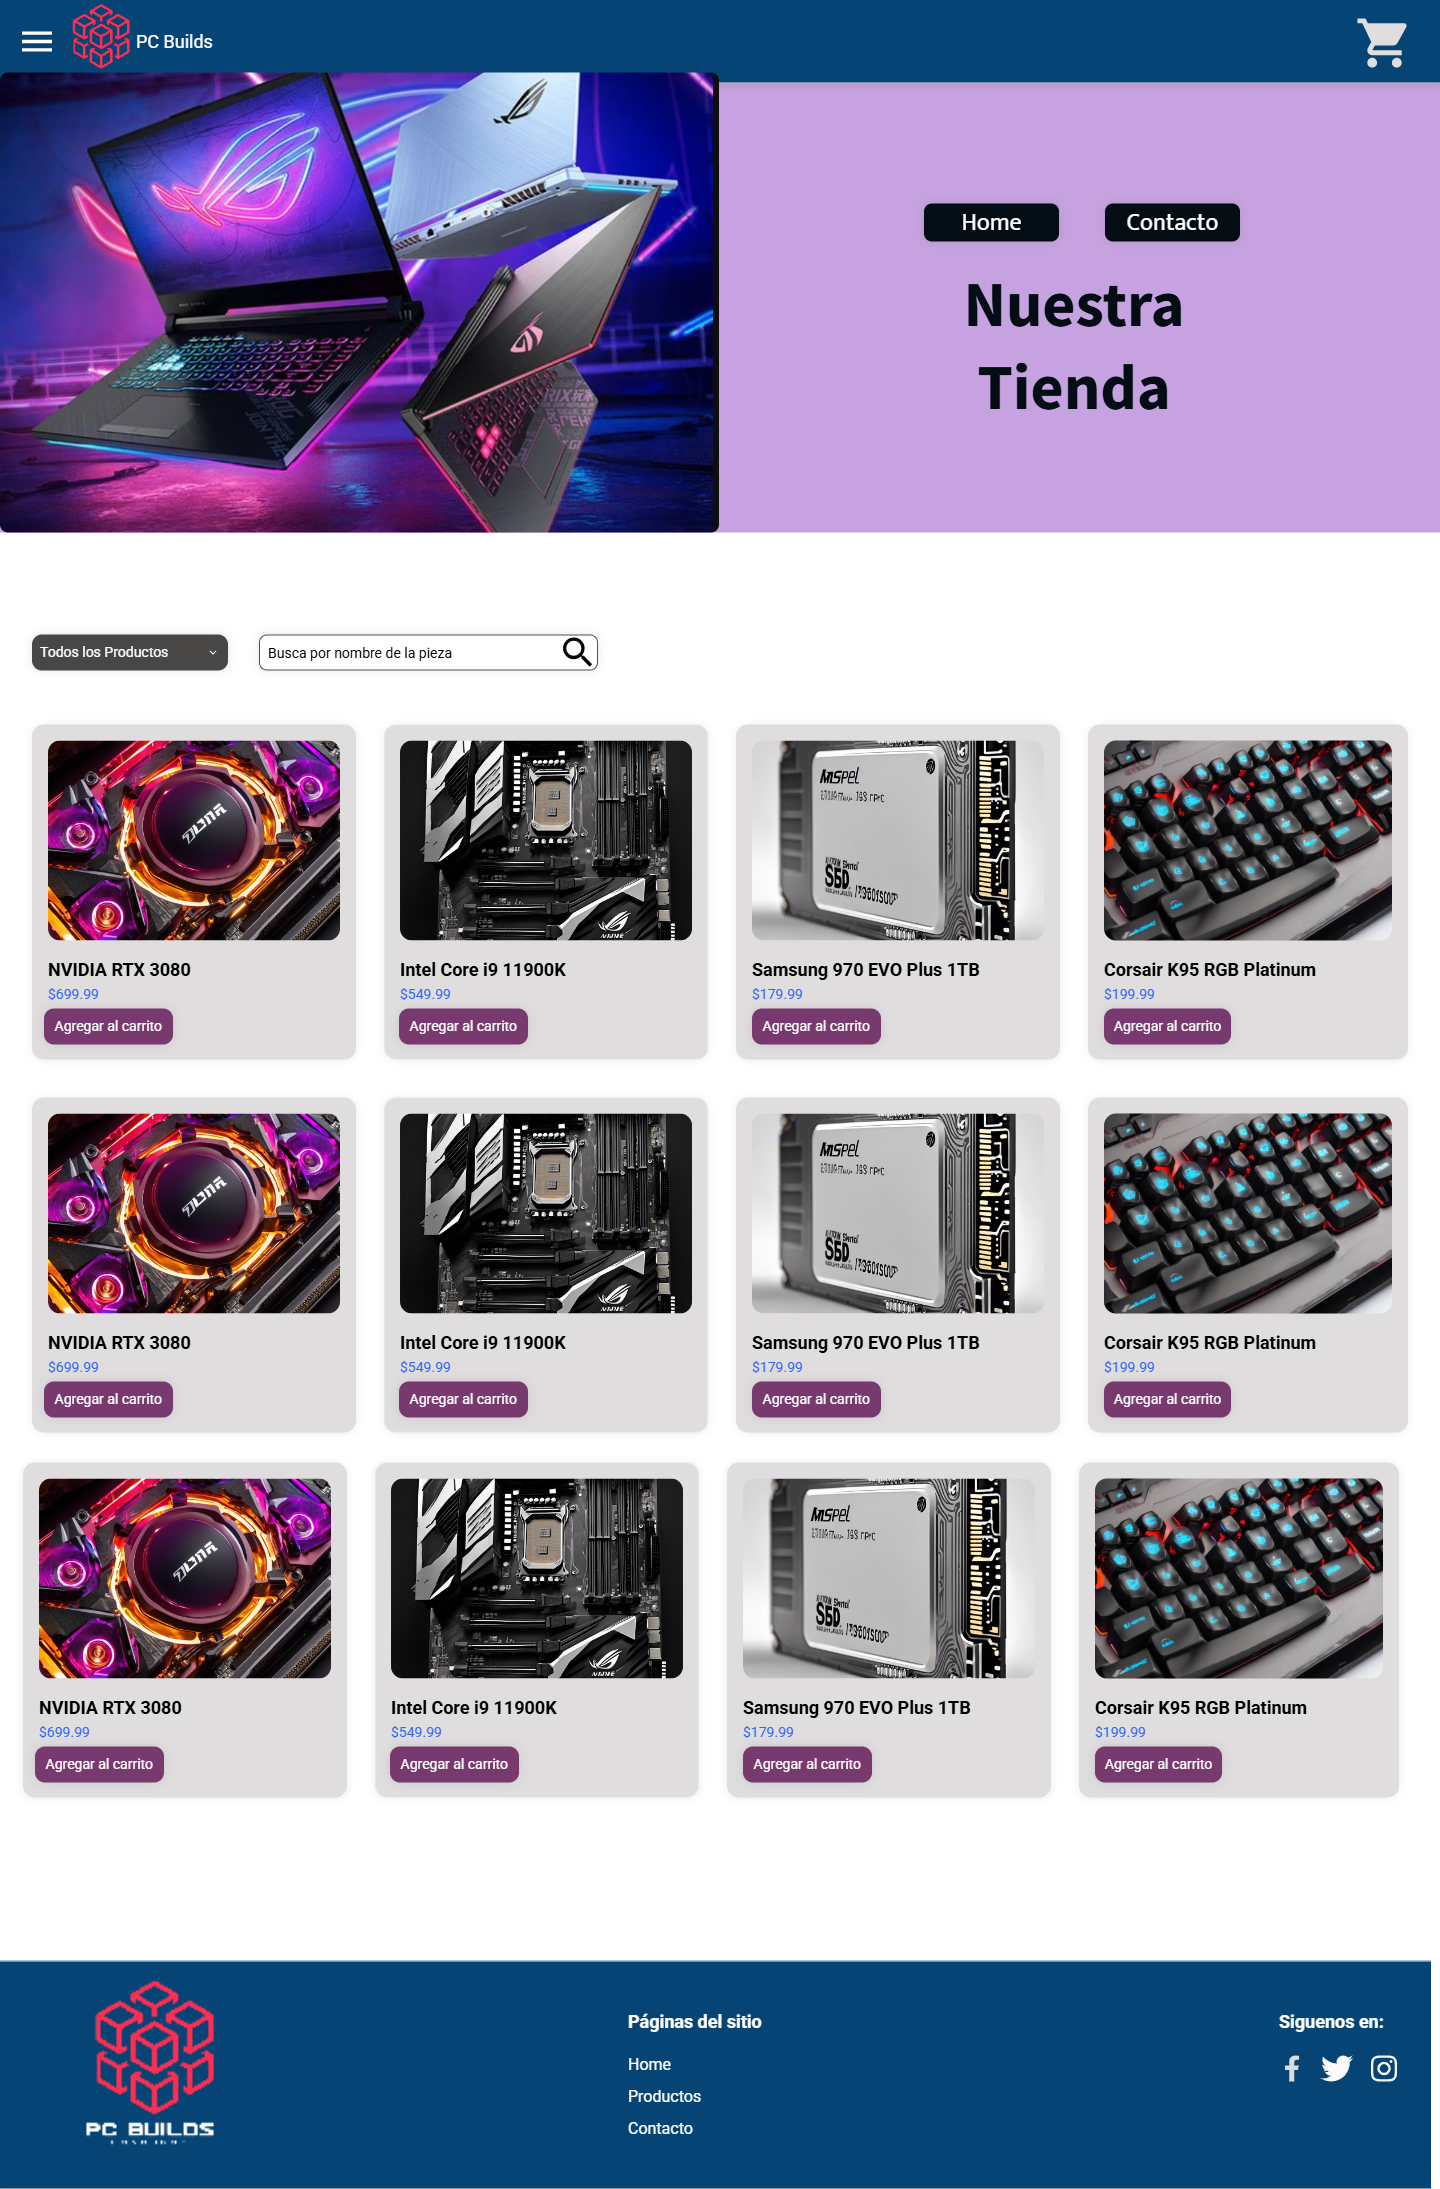 PC Builds
Home
Contacto
Nuestra
Tienda
Todos los Productos
Busca por nombre de la pieza
NVIDIA RTX 3080
$699.99
Agregar al carrito
Intel Core i9 11900K
$549.99
Agregar al carrito
Samsung 970 EVO Plus 1TB
$179.99
Agregar al carrito
Corsair K95 RGB Platinum
$199.99
Agregar al carrito
NVIDIA RTX 3080
$699.99
Agregar al carrito
Intel Core i9 11900K
$549.99
Agregar al carrito
Samsung 970 EVO Plus 1TB
$179.99
Agregar al carrito
Corsair K95 RGB Platinum
$199.99
Agregar al carrito
NVIDIA RTX 3080
$699.99
Agregar al carrito
Intel Core i9 11900K
$549.99
Agregar al carrito
Samsung 970 EVO Plus 1TB
$179.99
Agregar al carrito
Corsair K95 RGB Platinum
$199.99
Agregar al carrito
PC BUILDS
Páginas del sitio
Home
Productos
Contacto
Siguenos en: